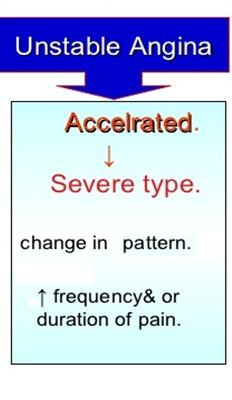 Unstable Angina
Accelrated.
↓
Severe type.
change in pattern.
↑ frequency& or
duration of pain.